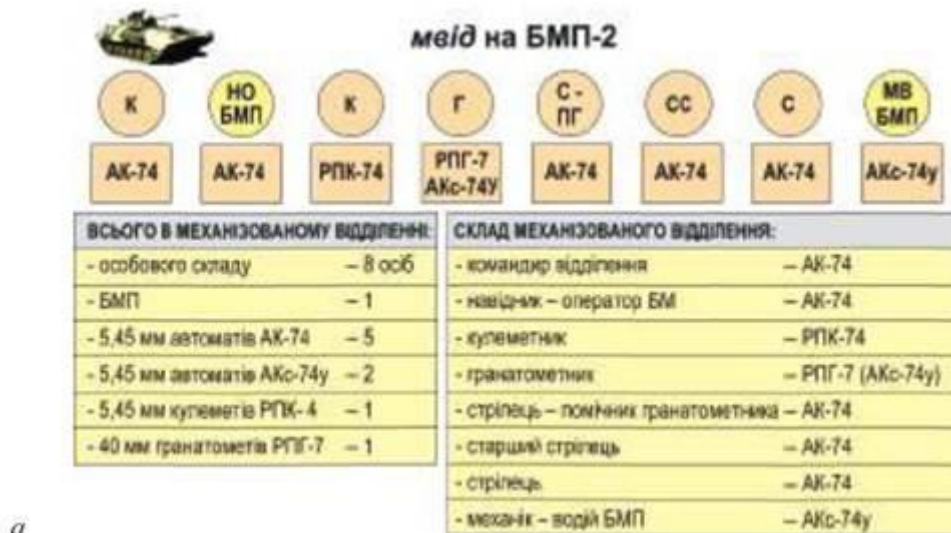 мвід на БМП-2
К НО БМП К Г С - ПГ СС С МВ БМП
АК-74 АК-74 РПК-74 РПГ-7 АКс-74У АК-74 АК-74 АК-74 АКс-74у
ВСЬОГО В МЕХАНІЗОВАНОМУ ВІДДІЛЕННІ:
- особового складу – 8 осіб
- БМП – 1
- 5,45 мм автоматів АК-74 – 5
- 5,45 мм автоматів АКс-74у – 2
- 5,45 мм кулеметів РПК- 4 – 1
- 40 мм гранатометів РПГ-7 – 1
СКЛАД МЕХАНІЗОВАНОГО ВІДДІЛЕННЯ:
- командир відділення – АК-74
- навідник – оператор БМ – АК-74
- кулеметник – РПК-74
- гранатометник – РПГ-7 (АКс-74у)
- стрілець – помічник гранатометника – АК-74
- старший стрілець – АК-74
- стрілець – АК-74
- механік – водій БМП – АКс-74у
а